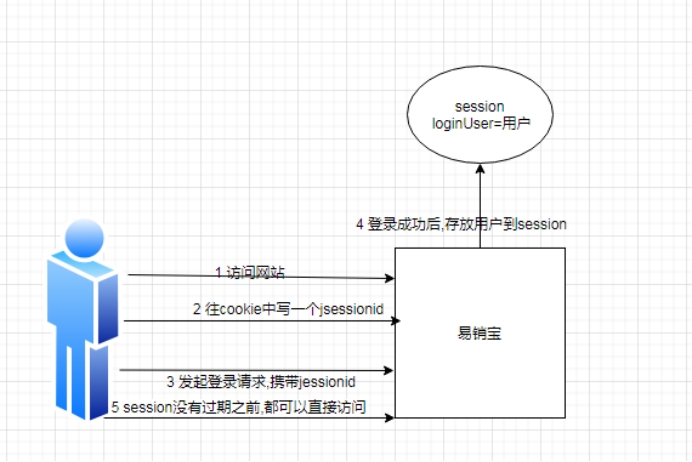 session
loginUser=用户
4 登录成功后,存放用户到session
1 访问网站
2 往cookie中写一个jsessionid
易销宝
3 发起登录请求,携带jessionid
5 session没有过期之前,都可以直接访问